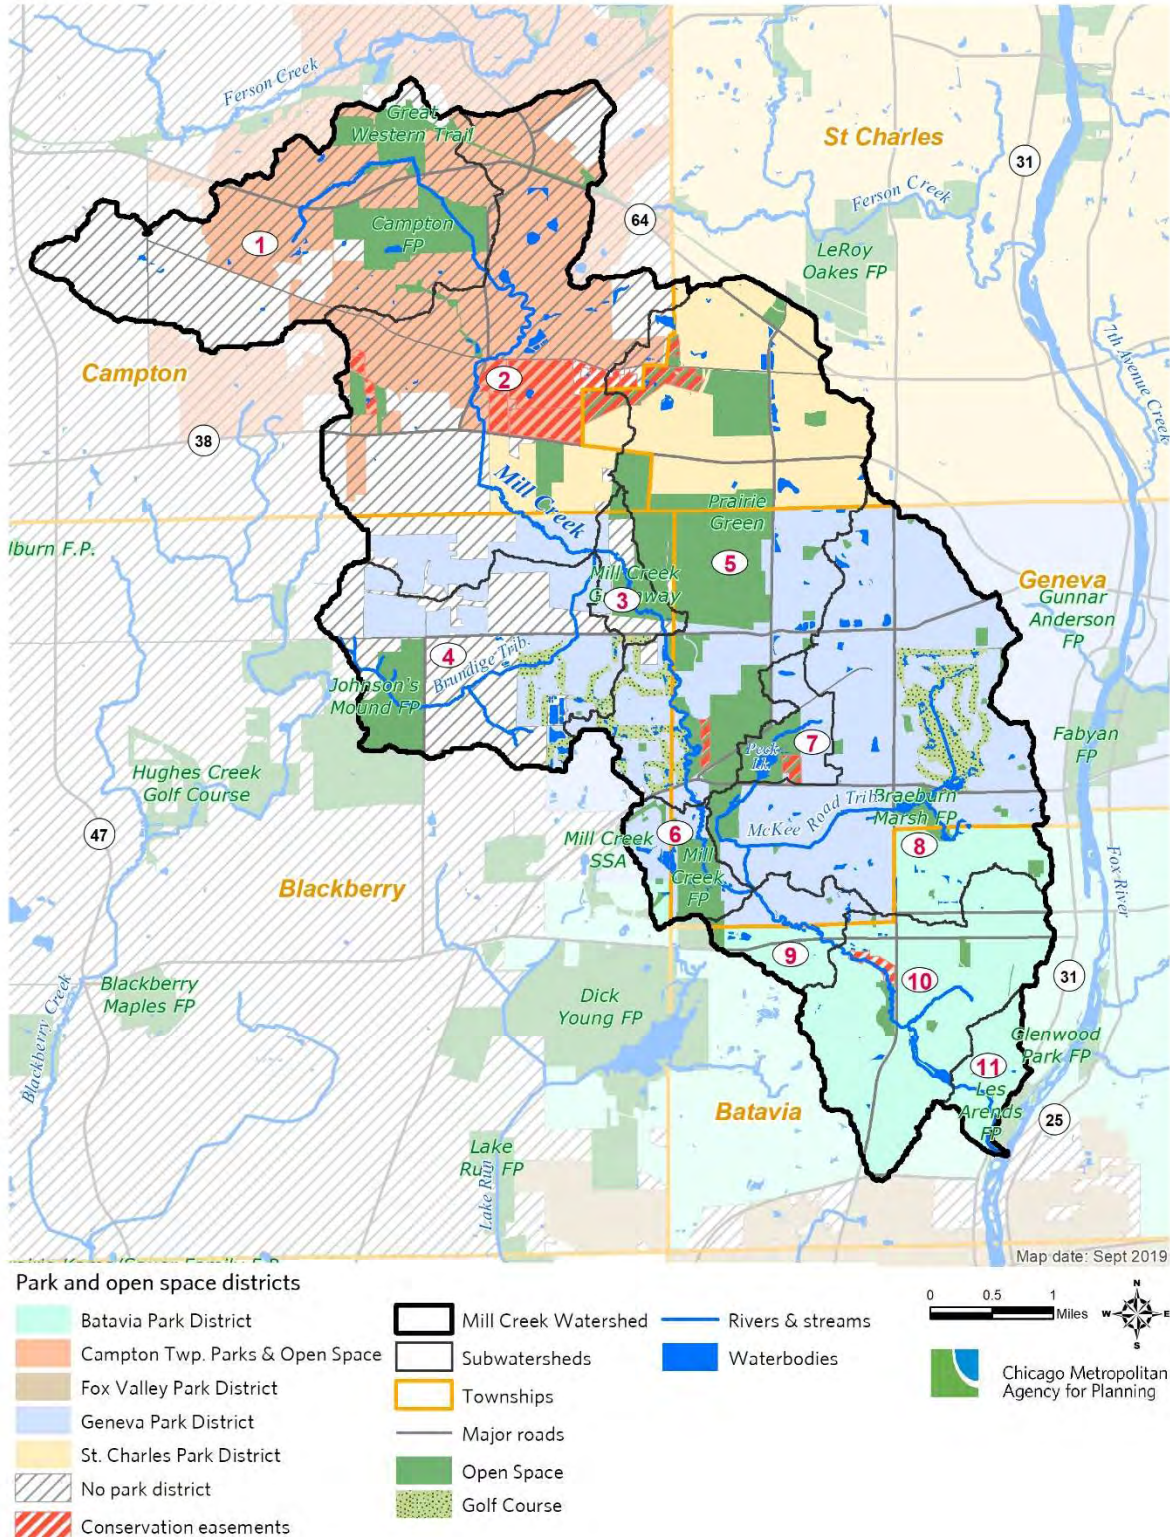 Ferson Creek
Great
Western Trail
St Charles
31
Ferson Creek
64
1
Campton
FP
LeRoy
Oakes FP
7th Avenue Creek
Campton
2
38
Mill Creek
Prairie
Green
lburn F.P.
5
Geneva
Mill Creek
Greenway
3
Gunnar
Anderson
FP
4
Brundige Trib.
Johnson's
Mound FP
7
Peck
Lk.
Fabyan
FP
Hughes Creek
Golf Course
47
Braeburn
Marsh FP
McKee Road Trib.
6
8
Mill Creek
SSA
Mill
Creek
FP
Blackberry
Fox River
9
10
31
Blackberry
Maples FP
Dick
Young FP
Blackberry Creek
Glenwood
Park FP
11
Les
Arends
FP
Batavia
25
Lake
Run FP
Lake Run
Map date: Sept 2019
Park and open space districts
Batavia Park District
Campton Twp. Parks & Open Space
Fox Valley Park District
Geneva Park District
St. Charles Park District
No park district
Conservation easements
Mill Creek Watershed
Subwatersheds
Townships
Major roads
Open Space
Golf Course
Rivers & streams
Waterbodies
0 0.5 1
Miles
N
W E
S
Chicago Metropolitan
Agency for Planning